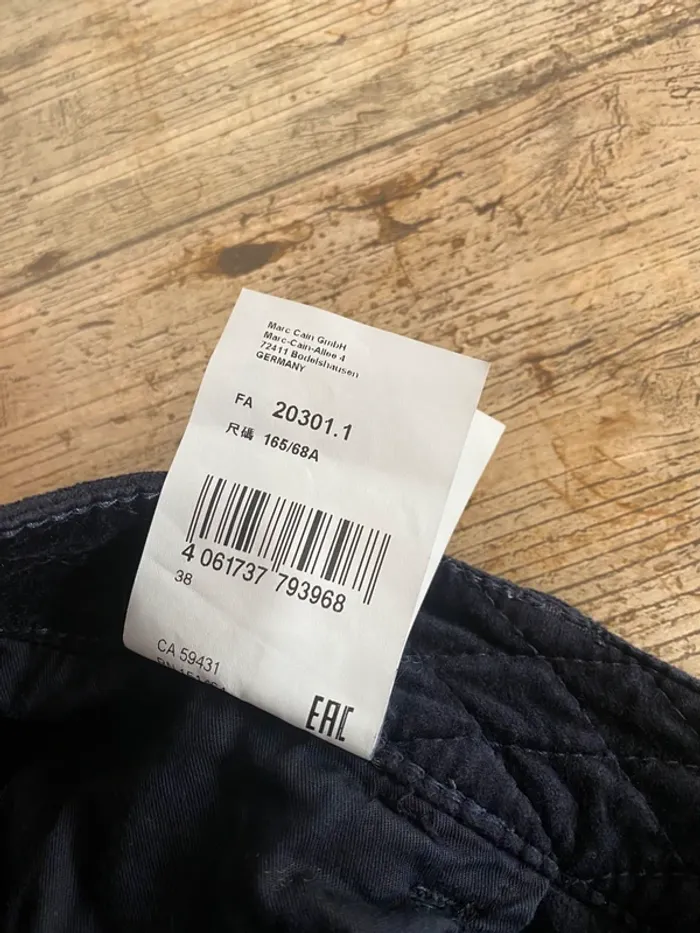 Marc Cain GmbH
Marc-Cain-Allee 4
72411 Bodelshausen
GERMANY
FA 20301.1
尺碼 165/68A
4 061737 793968
38
CA 59431
EAC